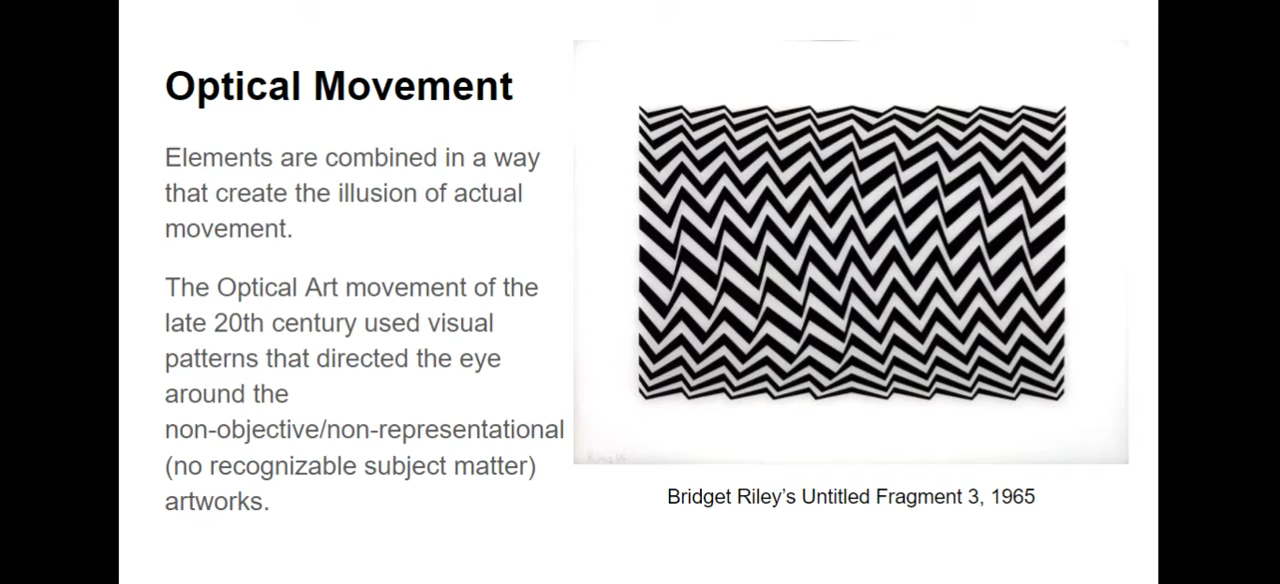 Optical Movement
Elements are combined in a way
that create the illusion of actual
movement.
The Optical Art movement of the
late 20th century used visual
patterns that directed the eye
around the
non-objective/non-representational
(no recognizable subject matter)
artworks.
Bridget Riley’s Untitled Fragment 3, 1965